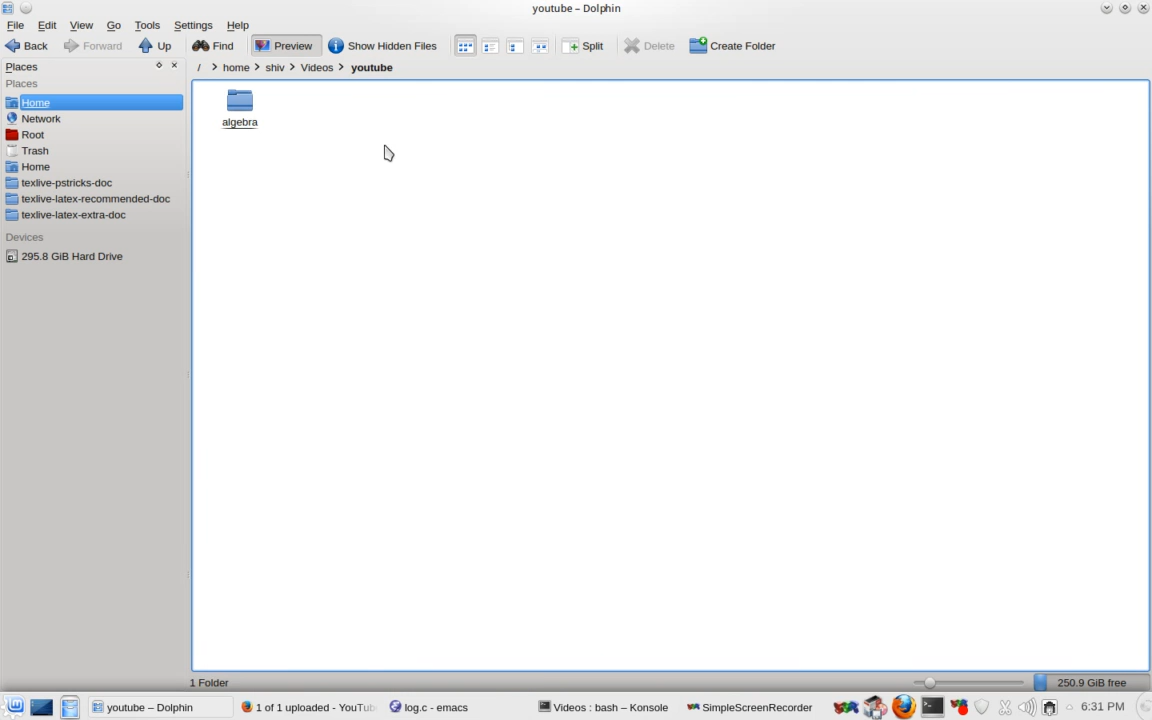 youtube – Dolphin
File Edit View Go Tools Settings Help
Back Forward Up Find Preview Show Hidden Files Split Delete Create Folder
Places
/ > home > shiv > Videos > youtube
Places
Home
Network
Root
Trash
Home
texlive-pstricks-doc
texlive-latex-recommended-doc
texlive-latex-extra-doc
Devices
295.8 GiB Hard Drive
algebra
1 Folder
250.9 GiB free
youtube – Dolphin
1 of 1 uploaded - YouTub
log.c - emacs
Videos : bash – Konsole
SimpleScreenRecorder
6:31 PM